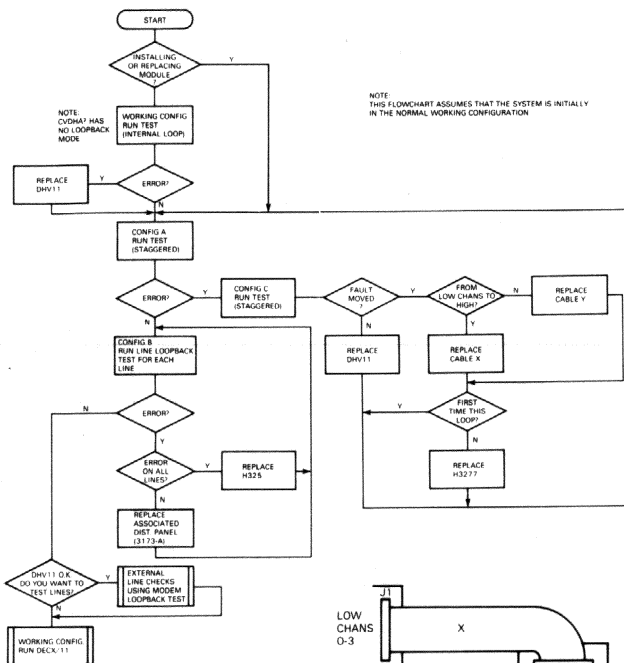 START
INSTALLING
OR REPLACING
MODULE
?
Y
NOTE:
THIS FLOWCHART ASSUMES THAT THE SYSTEM IS INITIALLY
IN THE NORMAL WORKING CONFIGURATION
NOTE:
CVDHA? HAS
NO LOOPBACK
MODE
WORKING CONFIG
RUN TEST
(INTERNAL LOOP)
REPLACE
DHV11
Y
ERROR?
N
CONFIG A
RUN TEST
(STAGGERED)
ERROR?
Y
N
CONFIG C
RUN TEST
(STAGGERED)
FAULT
MOVED
?
Y
N
FROM
LOW CHANS TO
HIGH?
N
Y
REPLACE
CABLE Y
REPLACE
DHV11
REPLACE
CABLE X
CONFIG B
RUN LINE LOOPBACK
TEST FOR EACH
LINE
N
ERROR?
Y
Y
FIRST
TIME THIS
LOOP?
N
ERROR
ON ALL
LINES?
Y
N
REPLACE
H325
REPLACE
H3277
REPLACE
ASSOCIATED
DIST. PANEL
(3173-A)
DHV11 O.K
DO YOU WANT TO
TEST LINES?
Y
N
EXTERNAL
LINE CHECKS
USING MODEM
LOOPBACK TEST
WORKING CONFIG.
RUN DECX/11
J1
LOW
CHANS
0-3
X